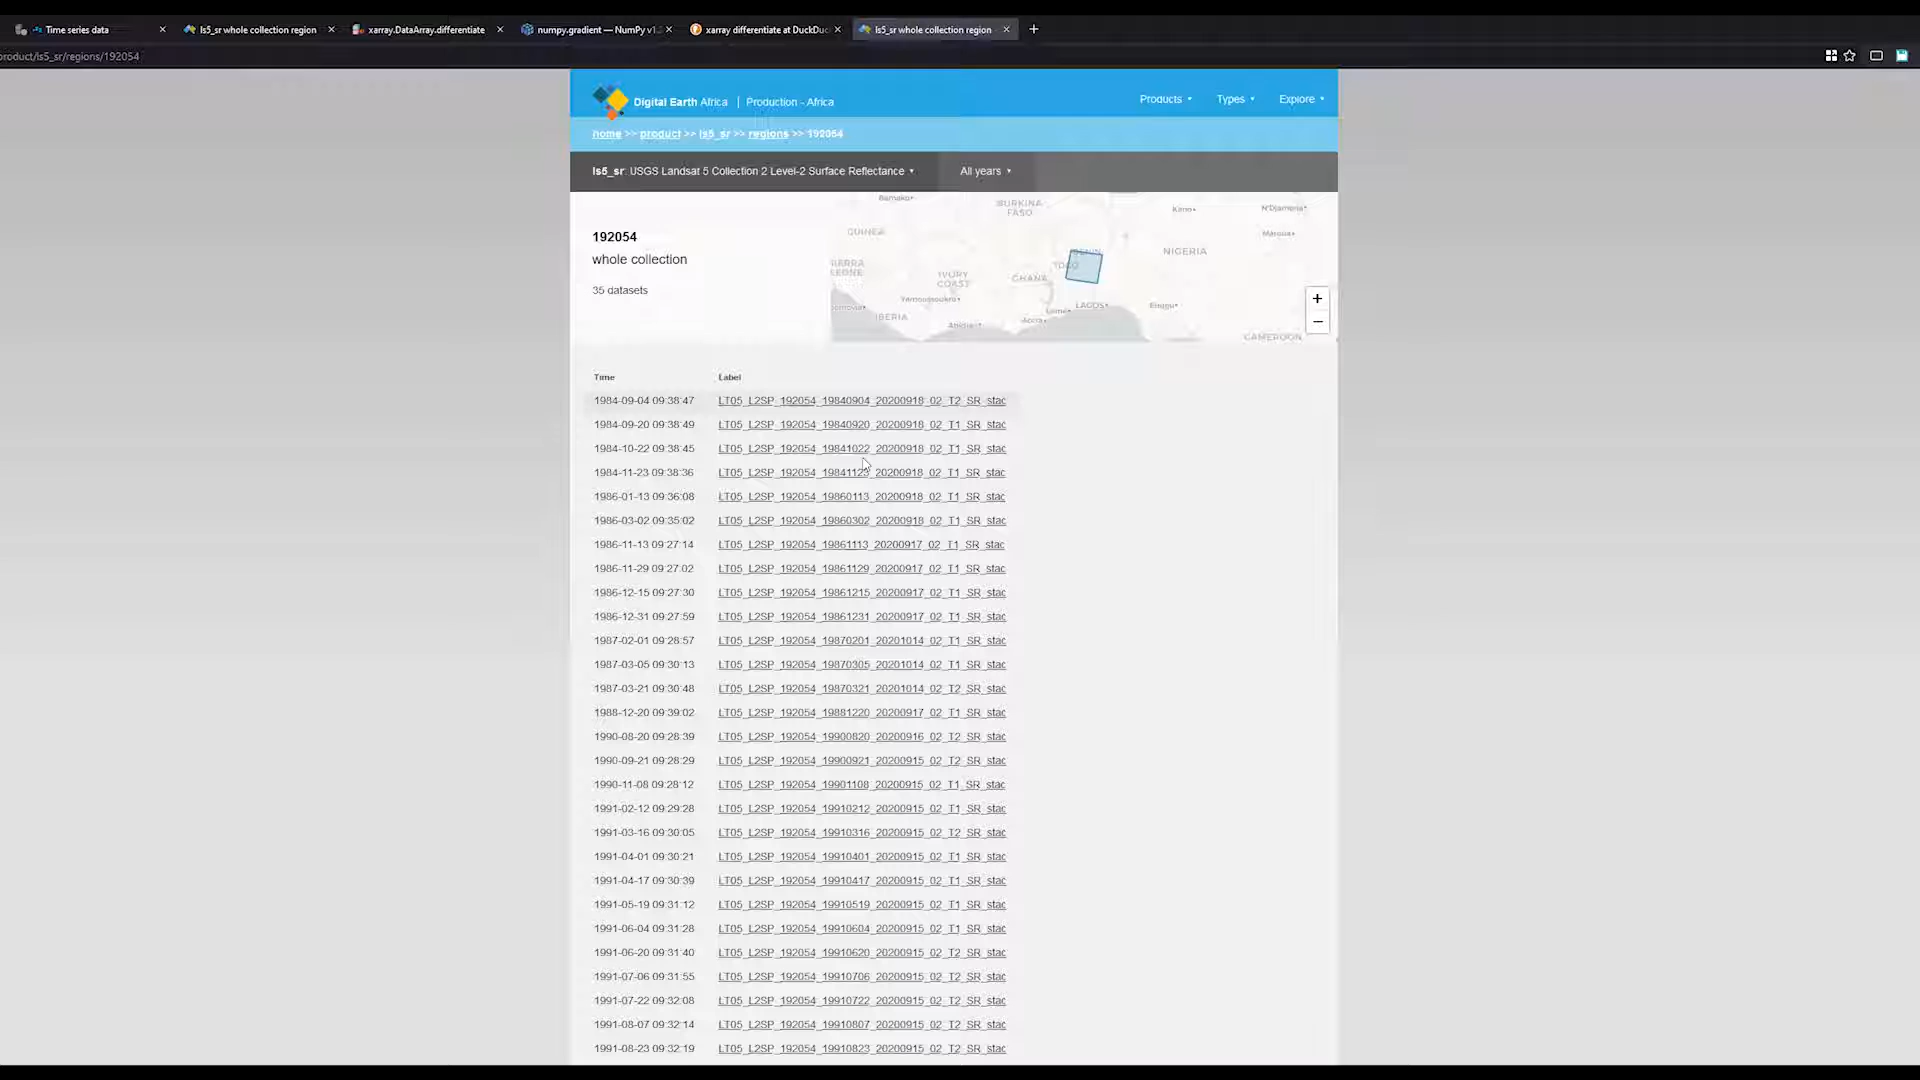 Time series data
ls5_sr whole collection region
xarray.DataArray.differentiate
numpy.gradient — NumPy v1.
xarray differentiate at DuckDuc
ls5_sr whole collection region
product/ls5_sr/regions/192054
Digital Earth Africa | Production - Africa
Products Types Explore
home >> product >> ls5_sr >> regions >> 192054
ls5_sr: USGS Landsat 5 Collection 2 Level-2 Surface Reflectance
All years
192054
whole collection
35 datasets
Bamako
BURKINA
FASO
Kano
N'Djamena
GUINEA
Maroua
BENIN
NIGERIA
TOGO
IVORY
COAST
GHANA
Yamoussoukro
LAGOS
Enugu
Lomé
Accra
Abidjan
CAMEROON
+
−
Time Label
1984-09-04 09:38:47 LT05_L2SP_192054_19840904_20200918_02_T2_SR_stac
1984-09-20 09:38:49 LT05_L2SP_192054_19840920_20200918_02_T1_SR_stac
1984-10-22 09:38:45 LT05_L2SP_192054_19841022_20200918_02_T1_SR_stac
1984-11-23 09:38:36 LT05_L2SP_192054_19841123_20200918_02_T1_SR_stac
1986-01-13 09:36:08 LT05_L2SP_192054_19860113_20200918_02_T1_SR_stac
1986-03-02 09:35:02 LT05_L2SP_192054_19860302_20200918_02_T1_SR_stac
1986-11-13 09:27:14 LT05_L2SP_192054_19861113_20200917_02_T1_SR_stac
1986-11-29 09:27:02 LT05_L2SP_192054_19861129_20200917_02_T1_SR_stac
1986-12-15 09:27:30 LT05_L2SP_192054_19861215_20200917_02_T1_SR_stac
1986-12-31 09:27:59 LT05_L2SP_192054_19861231_20200917_02_T1_SR_stac
1987-02-01 09:28:57 LT05_L2SP_192054_19870201_20201014_02_T1_SR_stac
1987-03-05 09:30:13 LT05_L2SP_192054_19870305_20201014_02_T1_SR_stac
1987-03-21 09:30:48 LT05_L2SP_192054_19870321_20201014_02_T2_SR_stac
1988-12-20 09:39:02 LT05_L2SP_192054_19881220_20200917_02_T1_SR_stac
1990-08-20 09:28:39 LT05_L2SP_192054_19900820_20200916_02_T2_SR_stac
1990-09-21 09:28:29 LT05_L2SP_192054_19900921_20200915_02_T2_SR_stac
1990-11-08 09:28:12 LT05_L2SP_192054_19901108_20200915_02_T1_SR_stac
1991-02-12 09:29:28 LT05_L2SP_192054_19910212_20200915_02_T1_SR_stac
1991-03-16 09:30:05 LT05_L2SP_192054_19910316_20200915_02_T2_SR_stac
1991-04-01 09:30:21 LT05_L2SP_192054_19910401_20200915_02_T1_SR_stac
1991-04-17 09:30:39 LT05_L2SP_192054_19910417_20200915_02_T1_SR_stac
1991-05-19 09:31:12 LT05_L2SP_192054_19910519_20200915_02_T1_SR_stac
1991-06-04 09:31:28 LT05_L2SP_192054_19910604_20200915_02_T1_SR_stac
1991-06-20 09:31:40 LT05_L2SP_192054_19910620_20200915_02_T2_SR_stac
1991-07-06 09:31:55 LT05_L2SP_192054_19910706_20200915_02_T2_SR_stac
1991-07-22 09:32:08 LT05_L2SP_192054_19910722_20200915_02_T2_SR_stac
1991-08-07 09:32:14 LT05_L2SP_192054_19910807_20200915_02_T2_SR_stac
1991-08-23 09:32:19 LT05_L2SP_192054_19910823_20200915_02_T2_SR_stac